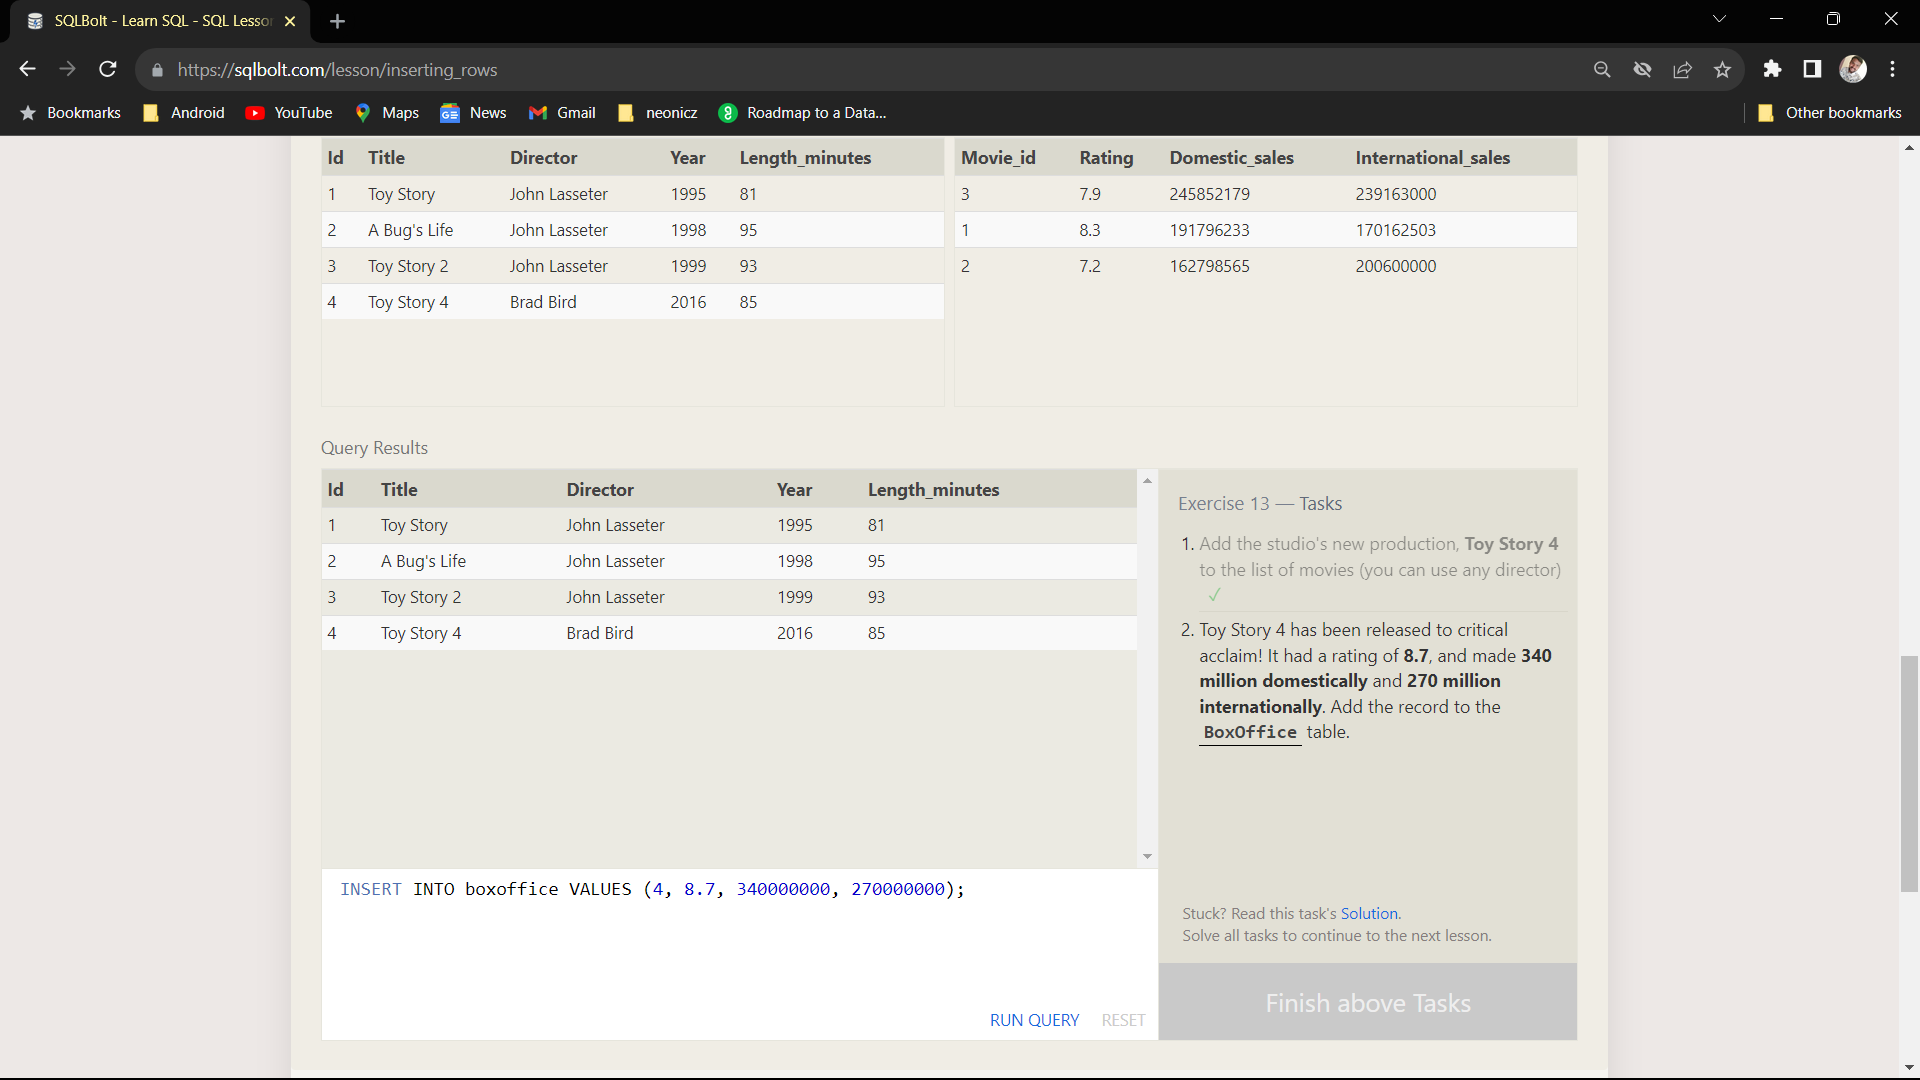 SQLBolt - Learn SQL - SQL Lesso
https://sqlbolt.com/lesson/inserting_rows
Bookmarks Android YouTube Maps News Gmail neonicz Roadmap to a Data... Other bookmarks
Id Title Director Year Length_minutes
1 Toy Story John Lasseter 1995 81
2 A Bug's Life John Lasseter 1998 95
3 Toy Story 2 John Lasseter 1999 93
4 Toy Story 4 Brad Bird 2016 85
Movie_id Rating Domestic_sales International_sales
3 7.9 245852179 239163000
1 8.3 191796233 170162503
2 7.2 162798565 200600000
Query Results
Id Title Director Year Length_minutes
1 Toy Story John Lasseter 1995 81
2 A Bug's Life John Lasseter 1998 95
3 Toy Story 2 John Lasseter 1999 93
4 Toy Story 4 Brad Bird 2016 85
INSERT INTO boxoffice VALUES (4, 8.7, 340000000, 270000000);
RUN QUERY RESET
Exercise 13 — Tasks
1. Add the studio's new production, Toy Story 4
to the list of movies (you can use any director)
✓
2. Toy Story 4 has been released to critical
acclaim! It had a rating of 8.7, and made 340
million domestically and 270 million
internationally. Add the record to the
BoxOffice table.
Stuck? Read this task's Solution.
Solve all tasks to continue to the next lesson.
Finish above Tasks